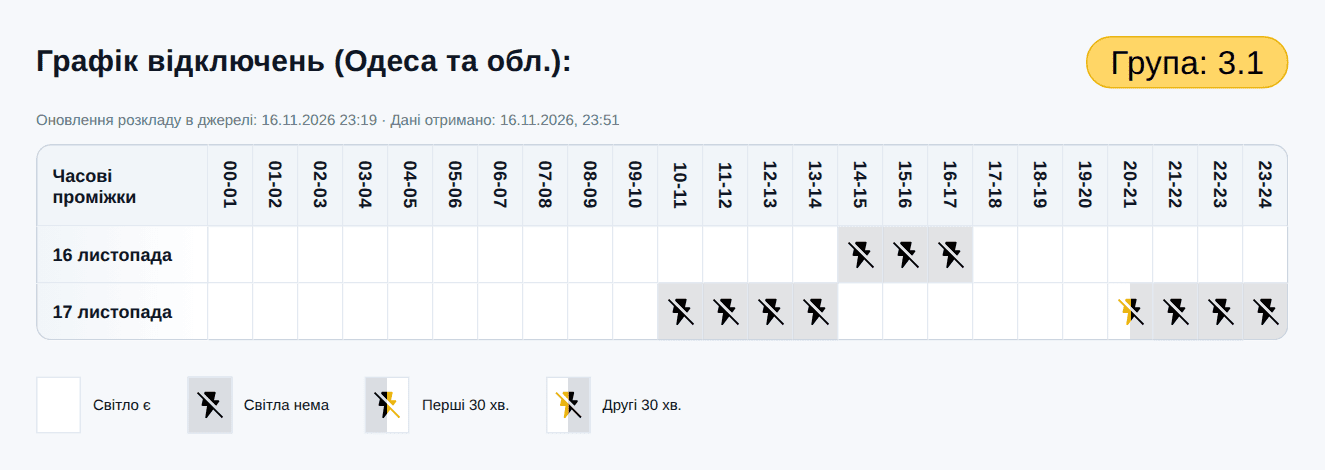 Графік відключень (Одеса та обл.):
Група: 3.1
Оновлення розкладу в джерелі: 16.11.2026 23:19 · Дані отримано: 16.11.2026, 23:51
Часові
проміжки
00-01
01-02
02-03
03-04
04-05
05-06
06-07
07-08
08-09
09-10
10-11
11-12
12-13
13-14
14-15
15-16
16-17
17-18
18-19
19-20
20-21
21-22
22-23
23-24
16 листопада
17 листопада
Світло є
Світла нема
Перші 30 хв.
Другі 30 хв.